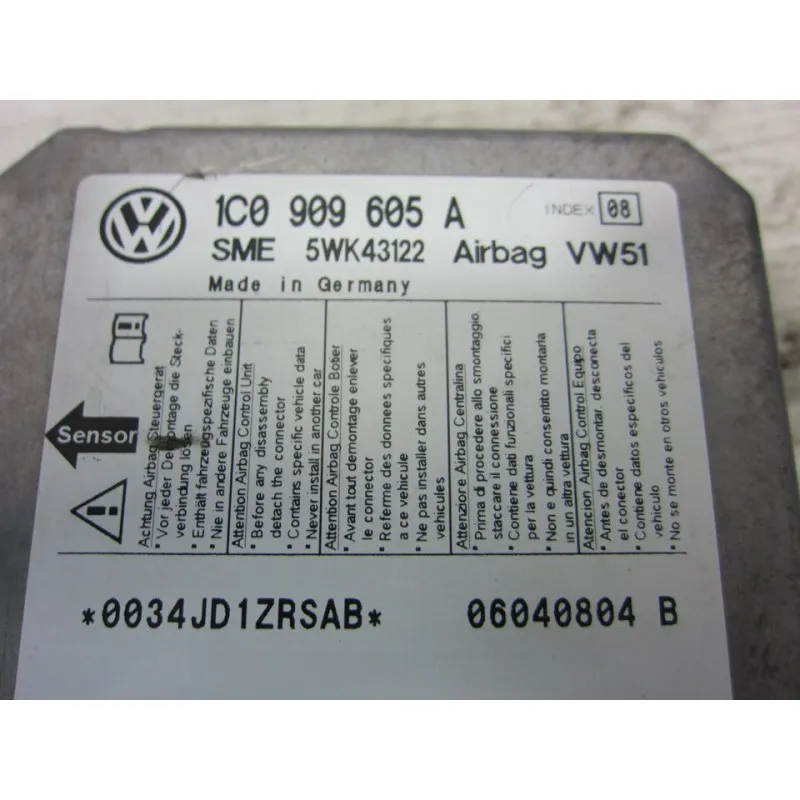 1C0 909 605 A INDEX 08
SME 5WK43122 Airbag VW51
Made in Germany
Sensor
Achtung Airbag Steuergerät
• Vor jeder Demontage die Steck-
verbindung lösen
• Enthält fahrzeugspezifische Daten
• Nie in andere Fahrzeuge einbauen
Attention Airbag Control Unit
• Before any disassembly
detach the connector
• Contains specific vehicle data
• Never install in another car
Attention Airbag Controle Boîtier
• Avant tout demontage enlever
le connector
• Referme des données specifiques
a ce vehicule
• Ne pas installer dans autres
vehicules
Attenzione Airbag Centralina
• Prima di procedere allo smontaggio,
staccare il connessione
• Contiene dati funzionali specifici
per la vettura
• Non e quindi consentito montarla
in un altra vettura
Atencion Airbag Control Equipo
• Antes de desmontar, desconecta
el conector
• Contiene datos especificos del
vehiculo
• No se monte en otros vehiculos
*0034JD1ZRSAB* 06040804 B